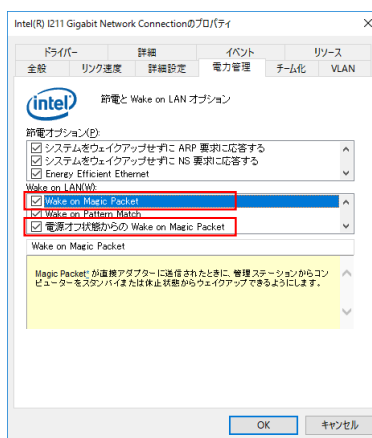 Intel(R) I211 Gigabit Network Connectionのプロパティ
ドライバー 詳細 イベント リソース
全般 リンク速度 詳細設定 電力管理 チーム化 VLAN
intel 節電と Wake on LAN オプション
節電オプション(P):
システムをウェイクアップせずに ARP 要求に応答する
システムをウェイクアップせずに NS 要求に応答する
Energy Efficient Ethernet
Wake on LAN(W):
Wake on Magic Packet
Wake on Pattern Match
電源オフ状態からの Wake on Magic Packet
Wake on Magic Packet
Magic Packet* が直接アダプターに送信されたときに、管理ステーションからコン
ピューターをスタンバイまたは休止状態からウェイクアップできるようにします。
OK キャンセル